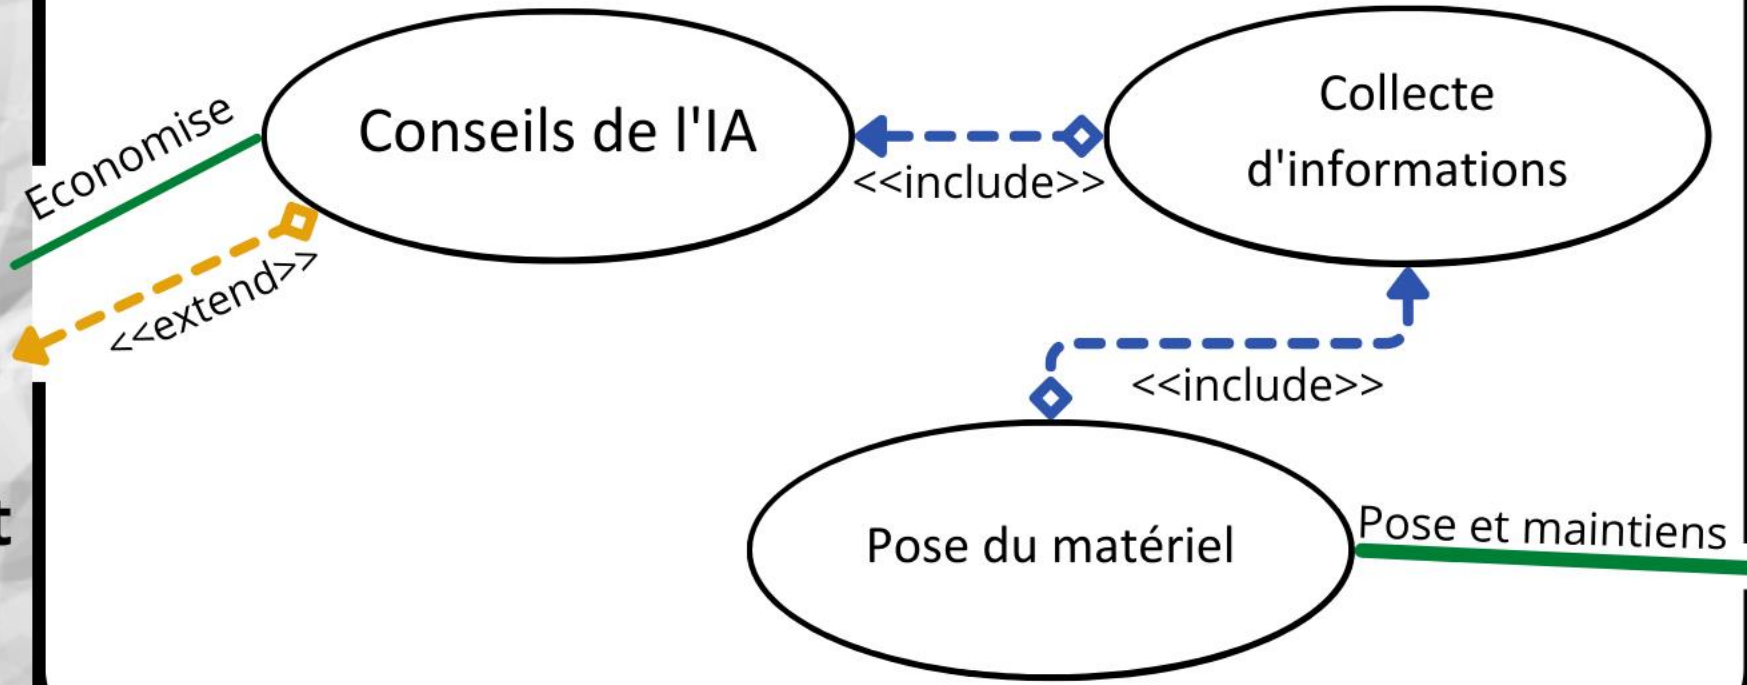 Economise
Conseils de l'IA
<<include>>
Collecte
d'informations
<<extend>>
<<include>>
t
Pose du matériel
Pose et maintiens